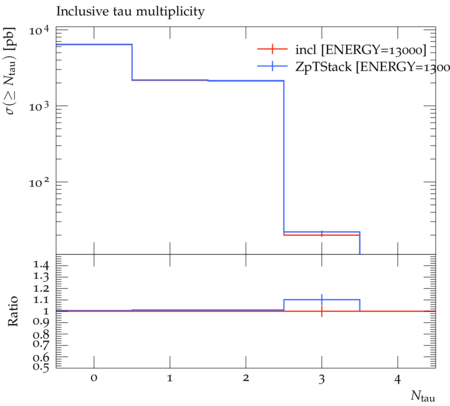 Inclusive tau multiplicity
σ(≥ Ntau) [pb]
10^4
incl [ENERGY=13000]
ZpTStack [ENERGY=1300
10^3
10^2
Ratio
1.4
1.3
1.2
1.1
1
0.9
0.8
0.7
0.6
0.5
0 1 2 3 4
Ntau